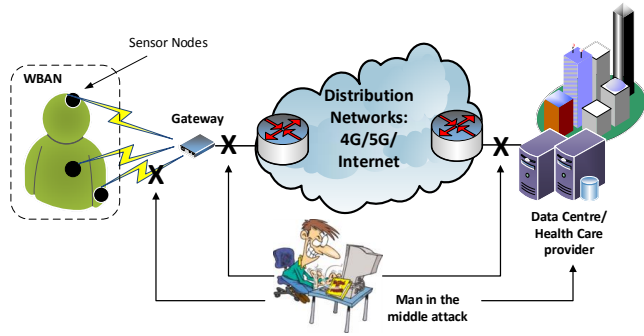 Sensor Nodes
WBAN
Gateway
X
X
X
Distribution
Networks:
4G/5G/
Internet
Data Centre/
Health Care
provider
Man in the
middle attack